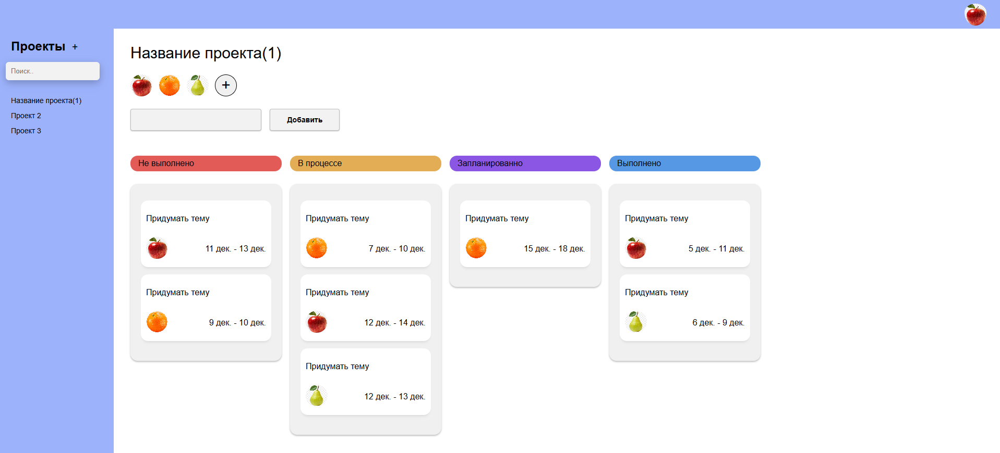 Проекты +
Поиск..
Название проекта(1)
Проект 2
Проект 3
Название проекта(1)
+
Добавить
Не выполнено
Придумать тему
11 дек. - 13 дек.
Придумать тему
9 дек. - 10 дек.
В процессе
Придумать тему
7 дек. - 10 дек.
Придумать тему
12 дек. - 14 дек.
Придумать тему
12 дек. - 13 дек.
Запланированно
Придумать тему
15 дек. - 18 дек.
Выполнено
Придумать тему
5 дек. - 11 дек.
Придумать тему
6 дек. - 9 дек.